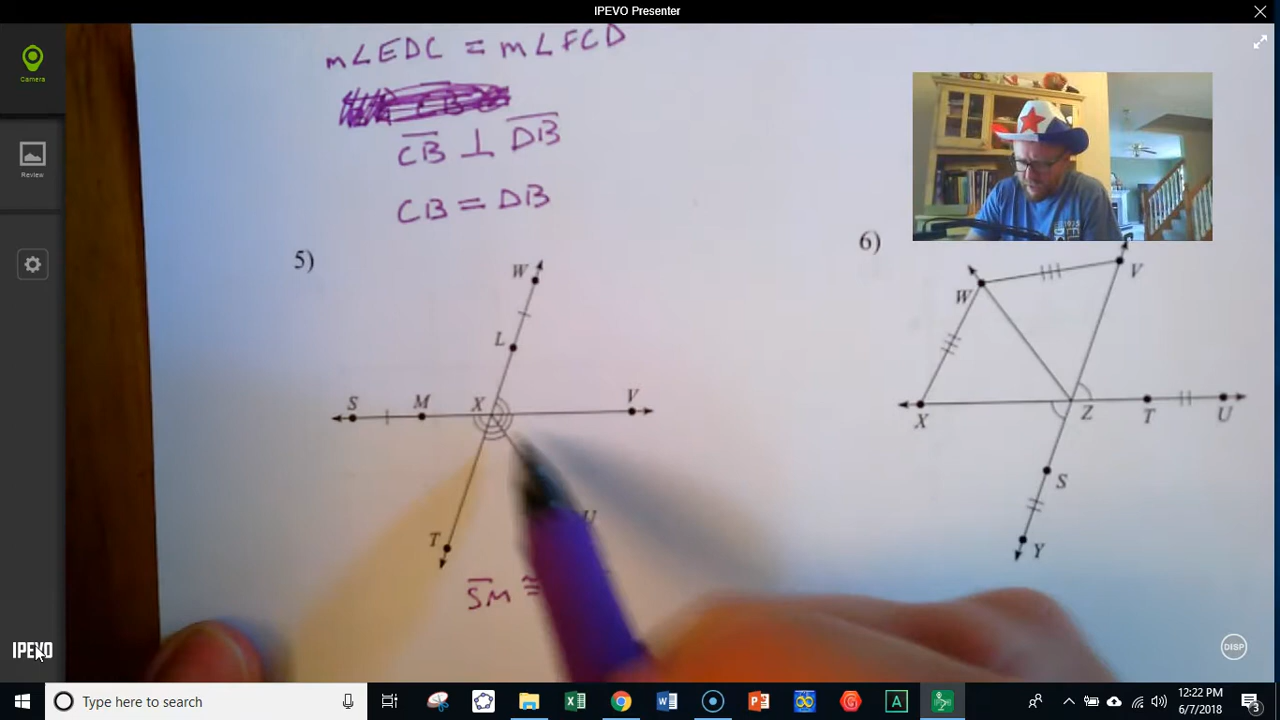 IPEVO Presenter
Camera
Review
m∠EDC = m∠FCD
CB ⊥ DB
CB = DB
5)
W
L
S
M
X
V
U
T
SM ≅
6)
W
V
X
Z
T
U
S
Y
DISP
IPEVO
Type here to search
12:22 PM
6/7/2018
3